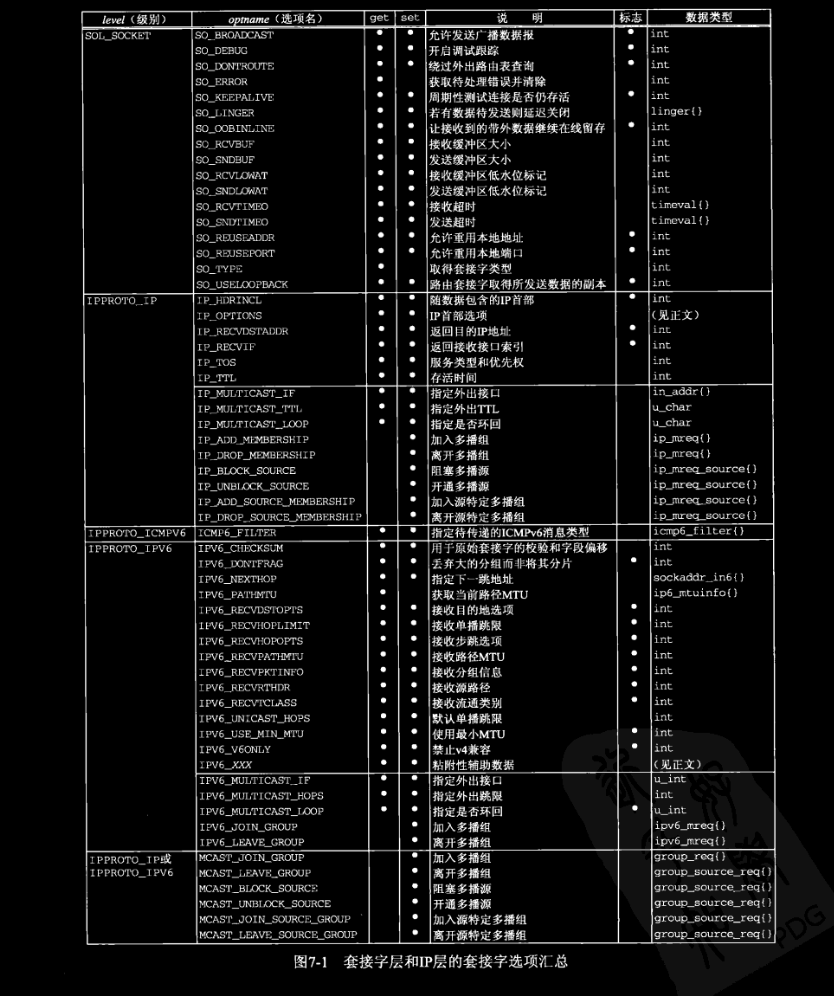 level（级别） optname（选项名） get set 说 明 标志 数据类型
SOL_SOCKET SO_BROADCAST • • 允许发送广播数据报 • int
SO_DEBUG • • 开启调试跟踪 • int
SO_DONTROUTE • • 绕过外出路由表查询 • int
SO_ERROR • 获取待处理错误并清除 int
SO_KEEPALIVE • • 周期性测试连接是否仍存活 • int
SO_LINGER • • 若有数据待发送则延迟关闭 linger{}
SO_OOBINLINE • • 让接收到的带外数据继续在线留存 • int
SO_RCVBUF • • 接收缓冲区大小 int
SO_SNDBUF • • 发送缓冲区大小 int
SO_RCVLOWAT • • 接收缓冲区低水位标记 int
SO_SNDLOWAT • • 发送缓冲区低水位标记 int
SO_RCVTIMEO • • 接收超时 timeval{}
SO_SNDTIMEO • • 发送超时 timeval{}
SO_REUSEADDR • • 允许重用本地地址 • int
SO_REUSEPORT • • 允许重用本地端口 • int
SO_TYPE • 取得套接字类型 int
SO_USELOOPBACK • • 路由套接字取得所发送数据的副本 • int
IPPROTO_IP IP_HDRINCL • • 随数据包含的IP首部 • int
IP_OPTIONS • • IP首部选项 （见正文）
IP_RECVDSTADDR • • 返回目的IP地址 • int
IP_RECVIF • • 返回接收接口索引 • int
IP_TOS • • 服务类型和优先权 int
IP_TTL • • 存活时间 int
IP_MULTICAST_IF • • 指定外出接口 in_addr{}
IP_MULTICAST_TTL • • 指定外出TTL u_char
IP_MULTICAST_LOOP • • 指定是否环回 u_char
IP_ADD_MEMBERSHIP • 加入多播组 ip_mreq{}
IP_DROP_MEMBERSHIP • 离开多播组 ip_mreq{}
IP_BLOCK_SOURCE • 阻塞多播源 ip_mreq_source{}
IP_UNBLOCK_SOURCE • 开通多播源 ip_mreq_source{}
IP_ADD_SOURCE_MEMBERSHIP • 加入源特定多播组 ip_mreq_source{}
IP_DROP_SOURCE_MEMBERSHIP • 离开源特定多播组 ip_mreq_source{}
IPPROTO_ICMPV6 ICMP6_FILTER • • 指定待传递的ICMPv6消息类型 icmp6_filter{}
IPPROTO_IPV6 IPV6_CHECKSUM • • 用于原始套接字的校验和字段偏移 int
IPV6_DONTFRAG • • 丢弃大的分组而非将其分片 • int
IPV6_NEXTHOP • • 指定下一跳地址 sockaddr_in6{}
IPV6_PATHMTU • 获取当前路径MTU ip6_mtuinfo{}
IPV6_RECVDSTOPTS • • 接收目的地选项 • int
IPV6_RECVHOPLIMIT • • 接收单播跳限 • int
IPV6_RECVHOPOPTS • • 接收步跳选项 • int
IPV6_RECVPATHMTU • • 接收路径MTU • int
IPV6_RECVPKTINFO • • 接收分组信息 • int
IPV6_RECVRTHDR • • 接收源路径 • int
IPV6_RECVTCLASS • • 接收流通类别 • int
IPV6_UNICAST_HOPS • • 默认单播跳限 int
IPV6_USE_MIN_MTU • • 使用最小MTU • int
IPV6_V6ONLY • • 禁止v4兼容 • int
IPV6_XXX • • 粘附性辅助数据 （见正文）
IPV6_MULTICAST_IF • • 指定外出接口 u_int
IPV6_MULTICAST_HOPS • • 指定外出跳限 int
IPV6_MULTICAST_LOOP • • 指定是否环回 • u_int
IPV6_JOIN_GROUP • 加入多播组 ipv6_mreq{}
IPV6_LEAVE_GROUP • 离开多播组 ipv6_mreq{}
IPPROTO_IP或 MCAST_JOIN_GROUP • 加入多播组 group_req{}
IPPROTO_IPV6 MCAST_LEAVE_GROUP • 离开多播组 group_source_req{}
MCAST_BLOCK_SOURCE • 阻塞多播源 group_source_req{}
MCAST_UNBLOCK_SOURCE • 开通多播源 group_source_req{}
MCAST_JOIN_SOURCE_GROUP • 加入源特定多播组 group_source_req{}
MCAST_LEAVE_SOURCE_GROUP • 离开源特定多播组 group_source_req{}
PDG
图7-1 套接字层和IP层的套接字选项汇总